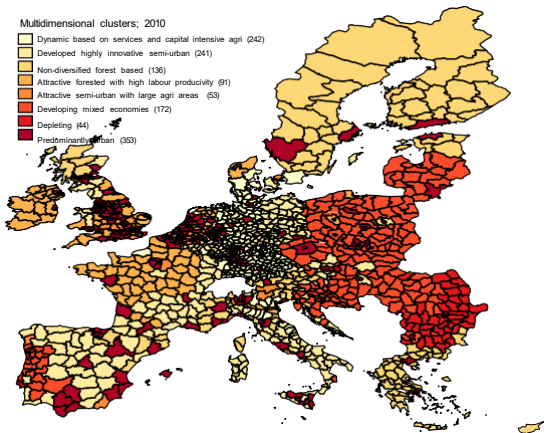 Multidimensional clusters; 2010
Dynamic based on services and capital intensive agri (242)
Developed highly innovative semi-urban (241)
Non-diversified forest based (136)
Attractive forested with high labour producivity (91)
Attractive semi-urban with large agri areas (53)
Developing mixed economies (172)
Depleting (44)
Predominantly urban (353)